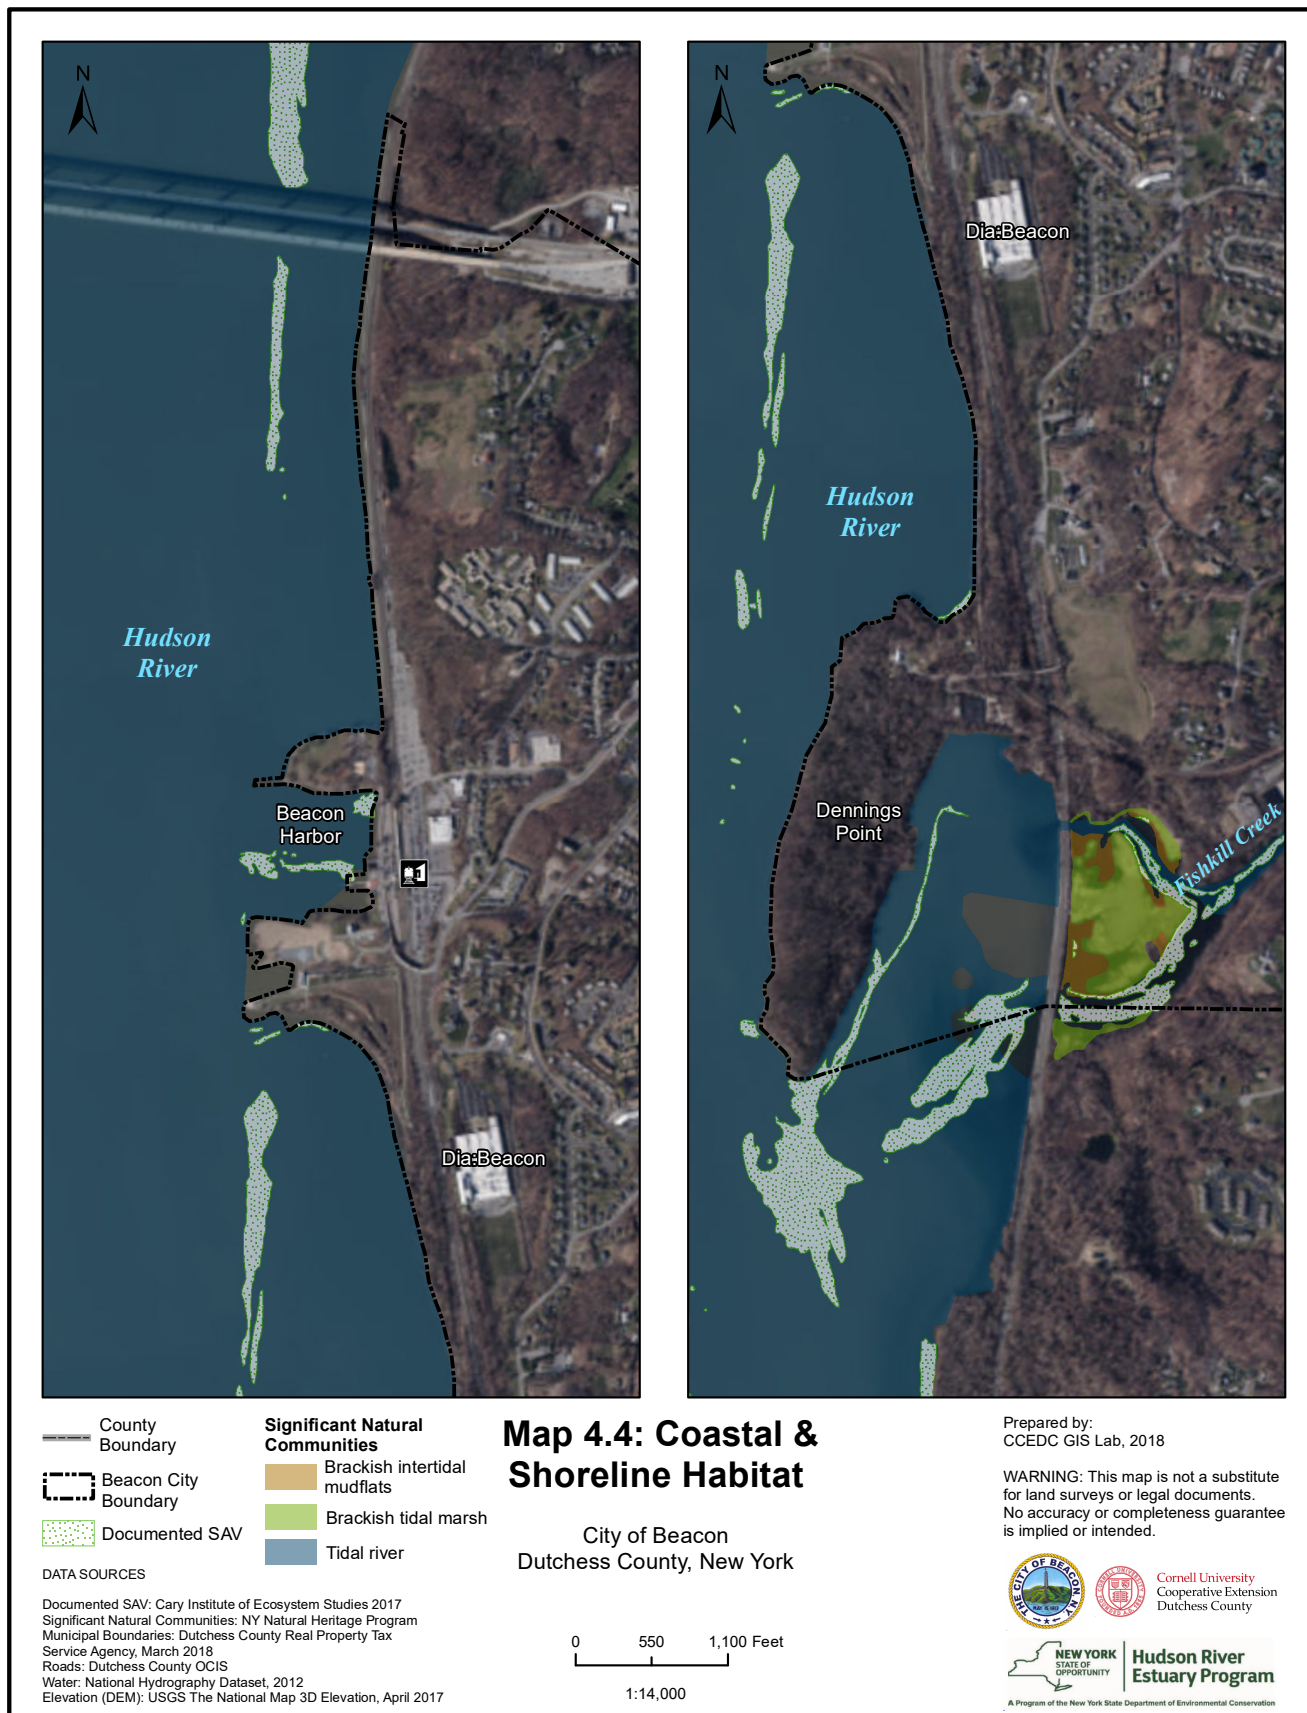 N
Hudson
River
Beacon
Harbor
Dia:Beacon
N
Dia:Beacon
Hudson
River
Dennings
Point
Fishkill Creek
County
Boundary
Beacon City
Boundary
Documented SAV
Significant Natural
Communities
Brackish intertidal
mudflats
Brackish tidal marsh
Tidal river
DATA SOURCES
Documented SAV: Cary Institute of Ecosystem Studies 2017
Significant Natural Communities: NY Natural Heritage Program
Municipal Boundaries: Dutchess County Real Property Tax
Service Agency, March 2018
Roads: Dutchess County OCIS
Water: National Hydrography Dataset, 2012
Elevation (DEM): USGS The National Map 3D Elevation, April 2017
Map 4.4: Coastal &
Shoreline Habitat
City of Beacon
Dutchess County, New York
0 550 1,100 Feet
1:14,000
Prepared by:
CCEDC GIS Lab, 2018
WARNING: This map is not a substitute
for land surveys or legal documents.
No accuracy or completeness guarantee
is implied or intended.
THE CITY OF BEACON, N.Y.
MAY 15, 1913
Cornell University
Cooperative Extension
Dutchess County
NEW YORK
STATE OF
OPPORTUNITY
Hudson River
Estuary Program
A Program of the New York State Department of Environmental Conservation